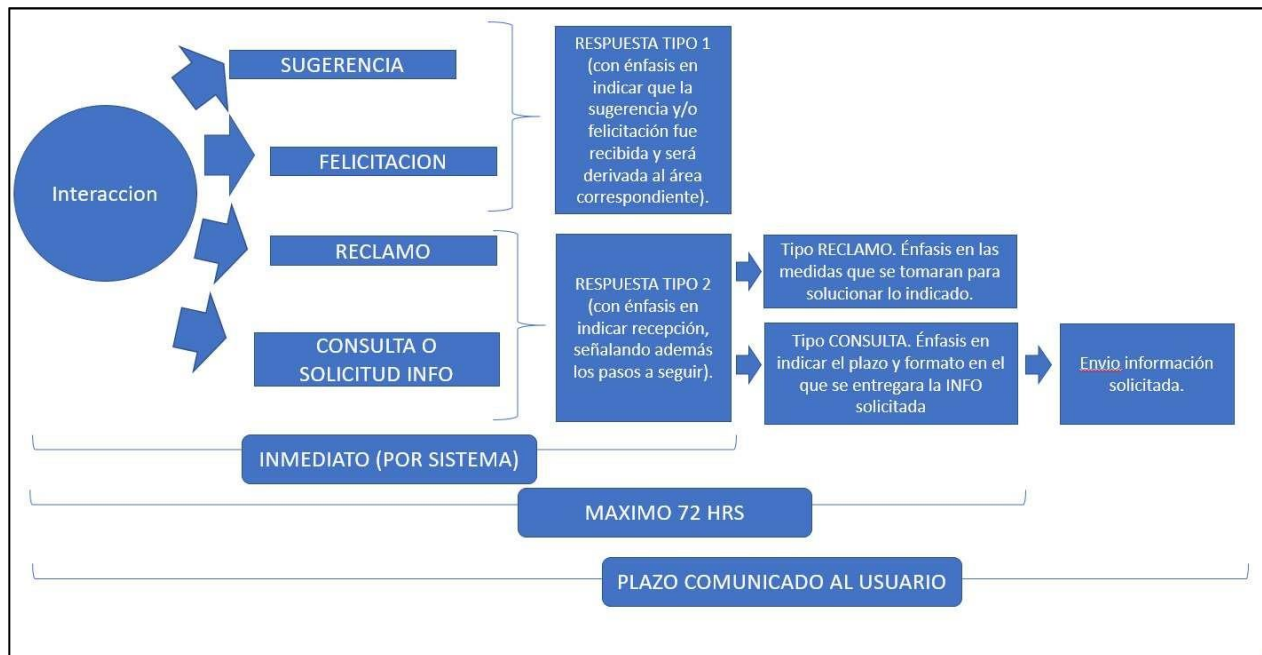 Interaccion
SUGERENCIA
FELICITACION
RECLAMO
CONSULTA O
SOLICITUD INFO
RESPUESTA TIPO 1
(con énfasis en
indicar que la
sugerencia y/o
felicitación fue
recibida y será
derivada al área
correspondiente).
RESPUESTA TIPO 2
(con énfasis en
indicar recepción,
señalando además
los pasos a seguir).
Tipo RECLAMO. Énfasis en las
medidas que se tomaran para
solucionar lo indicado.
Tipo CONSULTA. Énfasis en
indicar el plazo y formato en el
que se entregara la INFO
solicitada
Envio información
solicitada.
INMEDIATO (POR SISTEMA)
MAXIMO 72 HRS
PLAZO COMUNICADO AL USUARIO